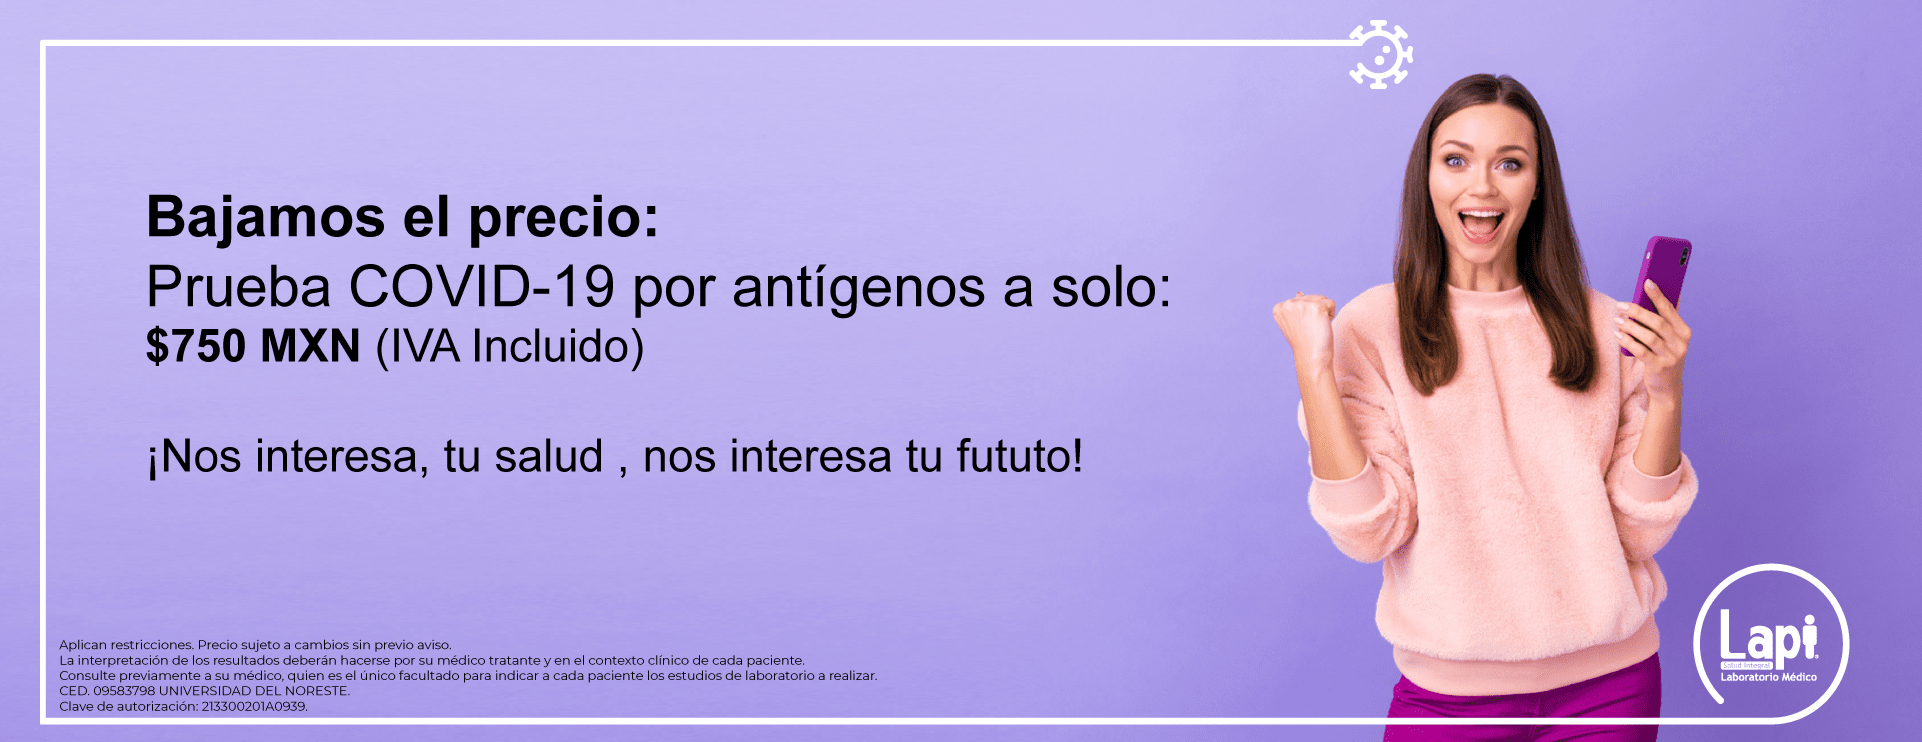 Bajamos el precio:
Prueba COVID-19 por antígenos a solo:
$750 MXN (IVA Incluido)
¡Nos interesa, tu salud , nos interesa tu fututo!
Aplican restricciones. Precio sujeto a cambios sin previo aviso.
La interpretación de los resultados deberán hacerse por su médico tratante y en el contexto clínico de cada paciente.
Consulte previamente a su médico, quien es el único facultado para indicar a cada paciente los estudios de laboratorio a realizar.
CED. 09583798 UNIVERSIDAD DEL NORESTE.
Clave de autorización: 213300201A0939.
Lapi
Salud Integral
Laboratorio Médico